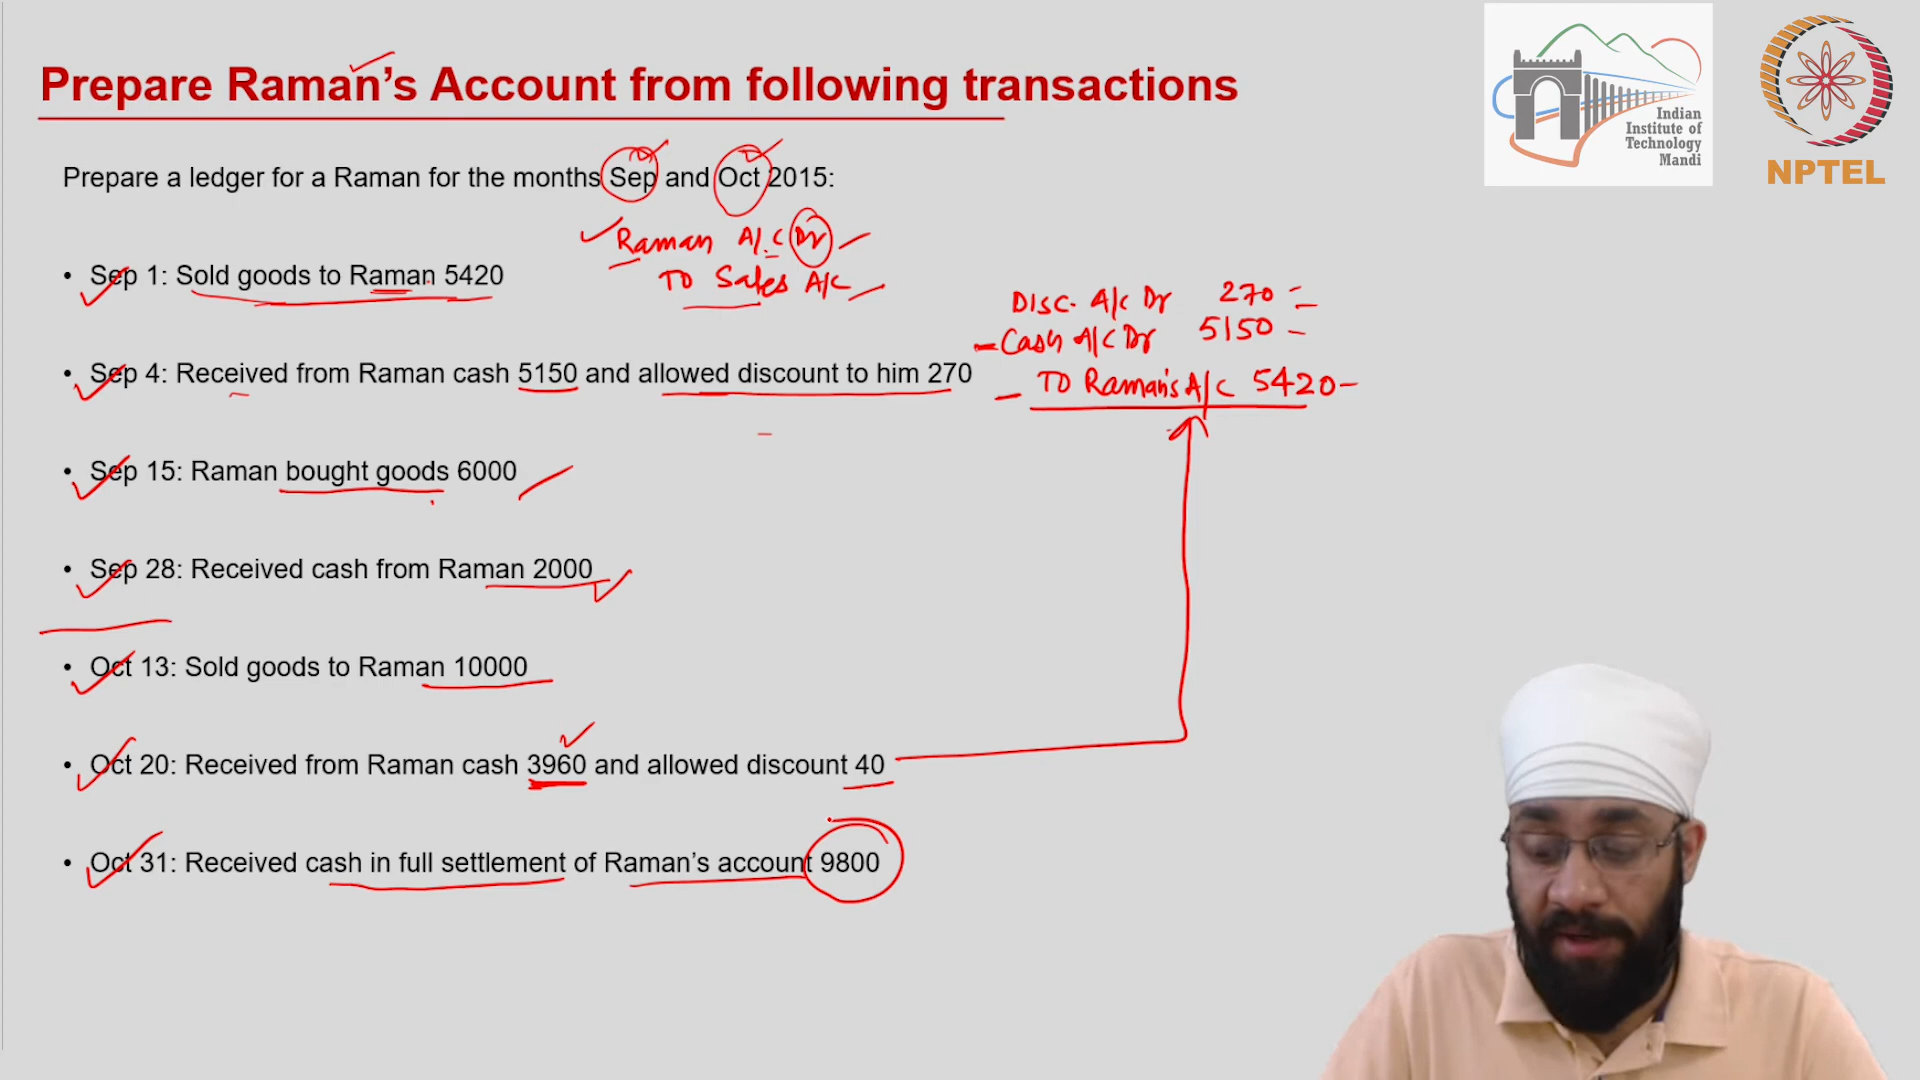 Prepare Raman's Account from following transactions
Indian
Institute of
Technology
Mandi
NPTEL
Prepare a ledger for a Raman for the months Sep and Oct 2015:
Raman A/C Dr
TO Sales A/C
• Sep 1: Sold goods to Raman 5420
Disc. A/c Dr 270
Cash A/C Dr 5150
TO Raman's A/C 5420
• Sep 4: Received from Raman cash 5150 and allowed discount to him 270
• Sep 15: Raman bought goods 6000
• Sep 28: Received cash from Raman 2000
• Oct 13: Sold goods to Raman 10000
• Oct 20: Received from Raman cash 3960 and allowed discount 40
• Oct 31: Received cash in full settlement of Raman's account 9800